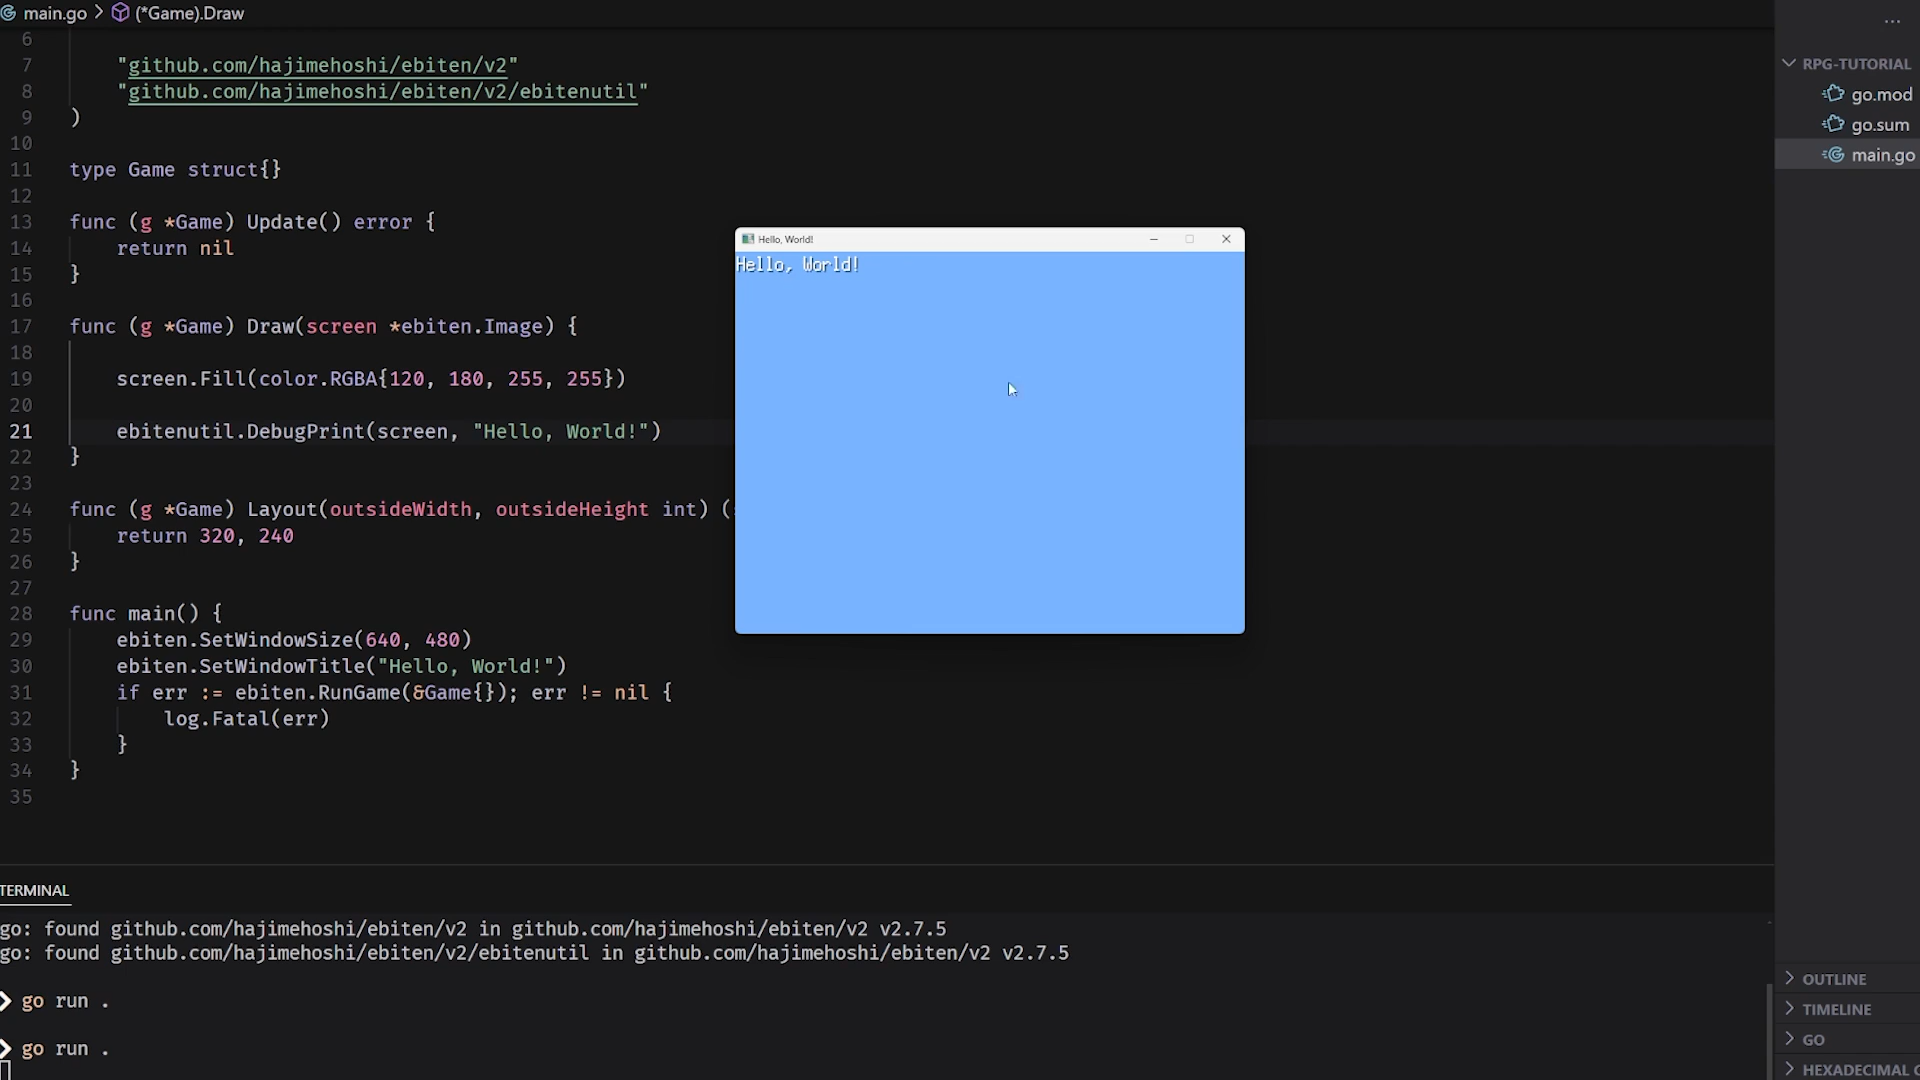 main.go > (*Game).Draw
6
7 "github.com/hajimehoshi/ebiten/v2"
8 "github.com/hajimehoshi/ebiten/v2/ebitenutil"
9 )
10
11 type Game struct{}
12
13 func (g *Game) Update() error {
14 return nil
15 }
16
17 func (g *Game) Draw(screen *ebiten.Image) {
18
19 screen.Fill(color.RGBA{120, 180, 255, 255})
20
21 ebitenutil.DebugPrint(screen, "Hello, World!")
22 }
23
24 func (g *Game) Layout(outsideWidth, outsideHeight int) (
25 return 320, 240
26 }
27
28 func main() {
29 ebiten.SetWindowSize(640, 480)
30 ebiten.SetWindowTitle("Hello, World!")
31 if err := ebiten.RunGame(&Game{}); err != nil {
32 log.Fatal(err)
33 }
34 }
35
Hello, World!
Hello, World!
TERMINAL
go: found github.com/hajimehoshi/ebiten/v2 in github.com/hajimehoshi/ebiten/v2 v2.7.5
go: found github.com/hajimehoshi/ebiten/v2/ebitenutil in github.com/hajimehoshi/ebiten/v2 v2.7.5
❯ go run .
❯ go run .
...
RPG-TUTORIAL
go.mod
go.sum
main.go
OUTLINE
TIMELINE
GO
HEXADECIMAL